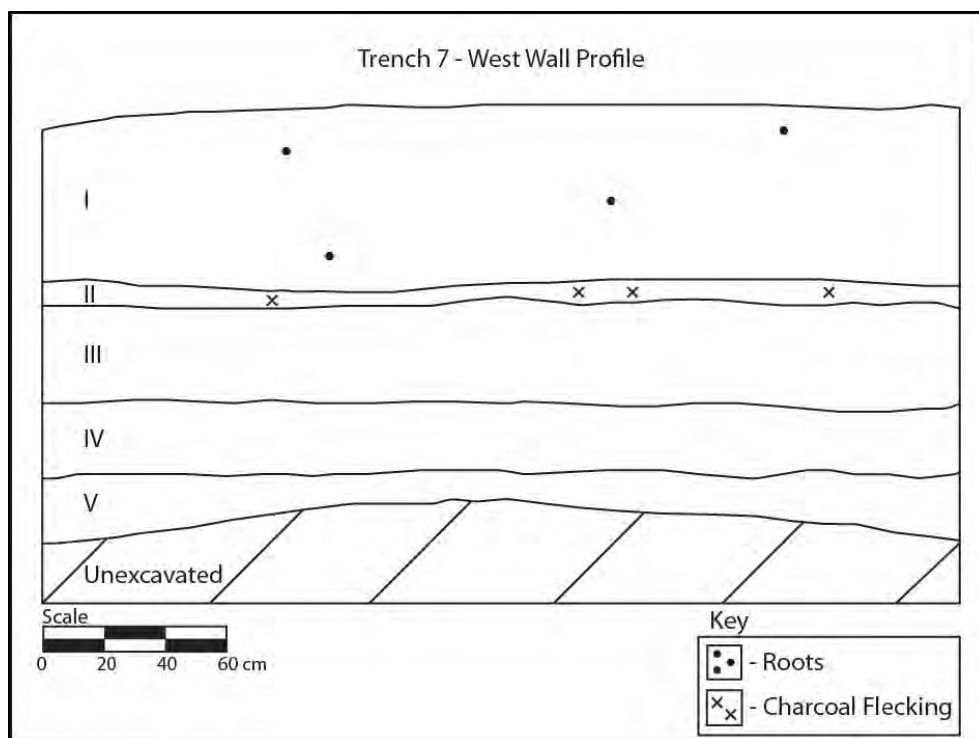 Trench 7 - West Wall Profile
I
II
III
IV
V
Unexcavated
Scale
0 20 40 60 cm
Key
- Roots
- Charcoal Flecking